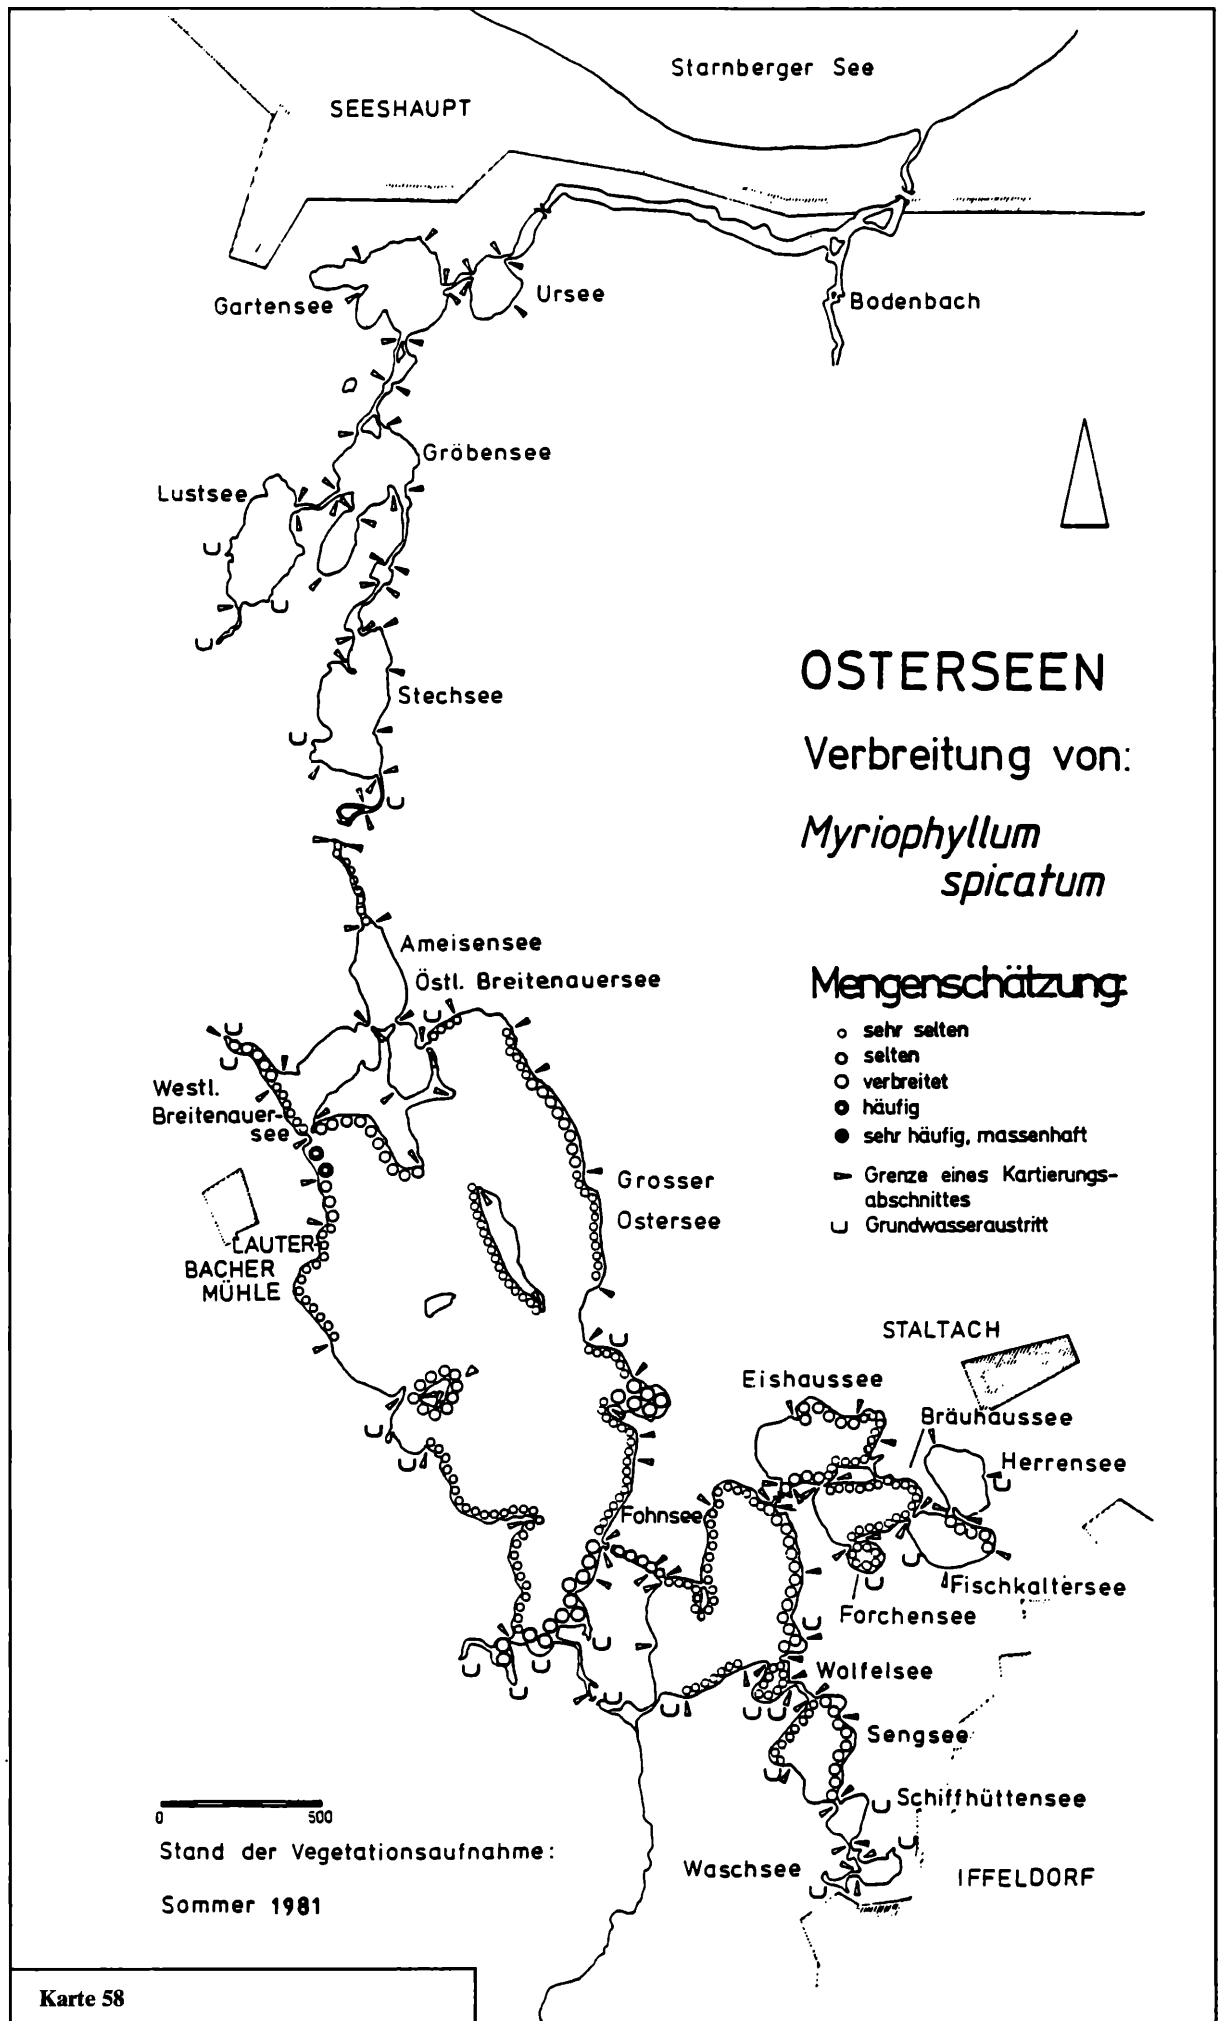 Starnberger See
SEESHAUPT
Gartensee
Ursee
Bodenbach
Gröbensee
Lustsee
Stechsee
OSTERSEEN
Verbreitung von:
Myriophyllum
spicatum
Ameisensee
Östl. Breitenauersee
Mengenschätzung:
sehr selten
selten
verbreitet
häufig
sehr häufig, massenhaft
Grenze eines Kartierungs-
abschnittes
Grundwasseraustritt
Westl.
Breitenauer-
see
Grosser
Ostersee
LAUTER-
BACHER
MÜHLE
STALTACH
Eishaussee
Bräuhaussee
Herrensee
Fohnsee
Fischkaltersee
Forchensee
Wolfelsee
Sengsee
Schiffhüttensee
Waschsee
IFFELDORF
0 500
Stand der Vegetationsaufnahme:
Sommer 1981
Karte 58